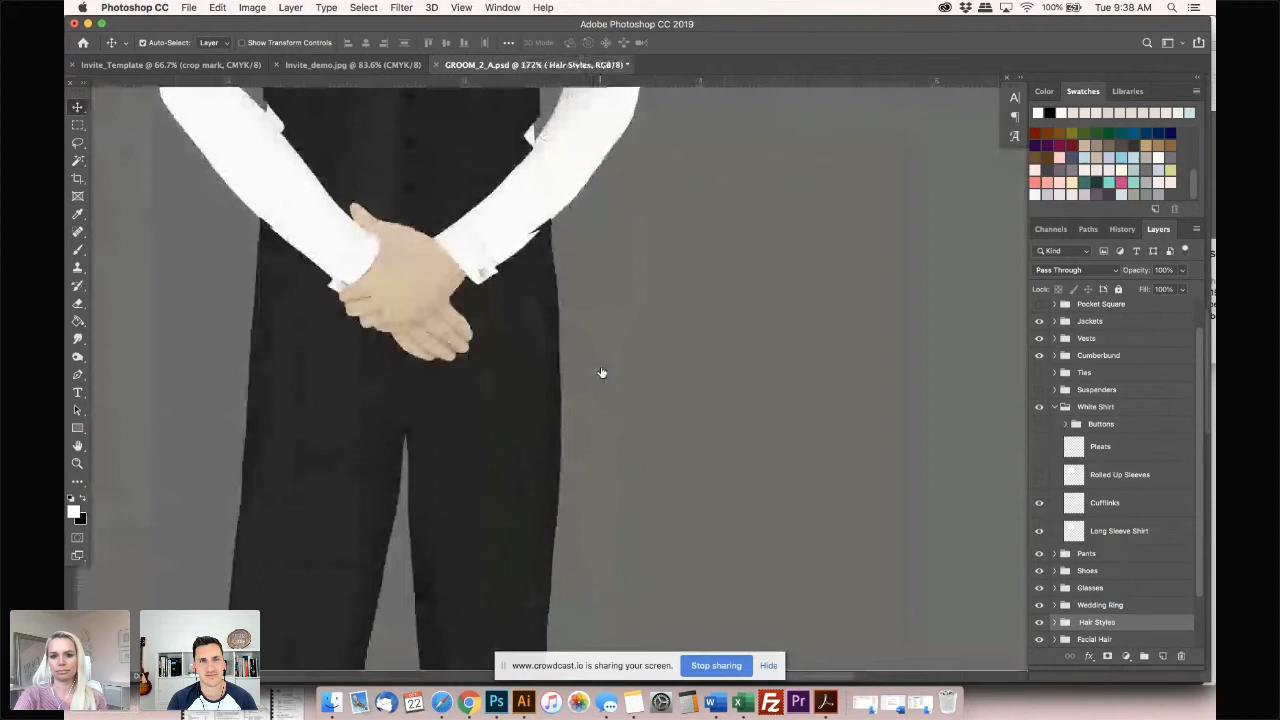 Photoshop CC File Edit Image Layer Type Select Filter 3D View Window Help 100% Tue 9:38 AM
Adobe Photoshop CC 2019
Auto-Select: Layer Show Transform Controls 3D Mode:
Invite_Template @ 66.7% (crop mark, CMYK/8) Invite_demo.jpg @ 83.6% (CMYK/8) GROOM_2_A.psd @ 172% ( Hair Styles, RGB/8) *
Color Swatches Libraries
Channels Paths History Layers
Kind
Pass Through Opacity: 100%
Lock: Fill: 100%
Pocket Square
Jackets
Vests
Cumberbund
Ties
Suspenders
White Shirt
Buttons
Pleats
Rolled Up Sleeves
Cufflinks
Long Sleeve Shirt
Pants
Shoes
Glasses
Wedding Ring
Hair Styles
Facial Hair
www.crowdcast.io is sharing your screen. Stop sharing Hide